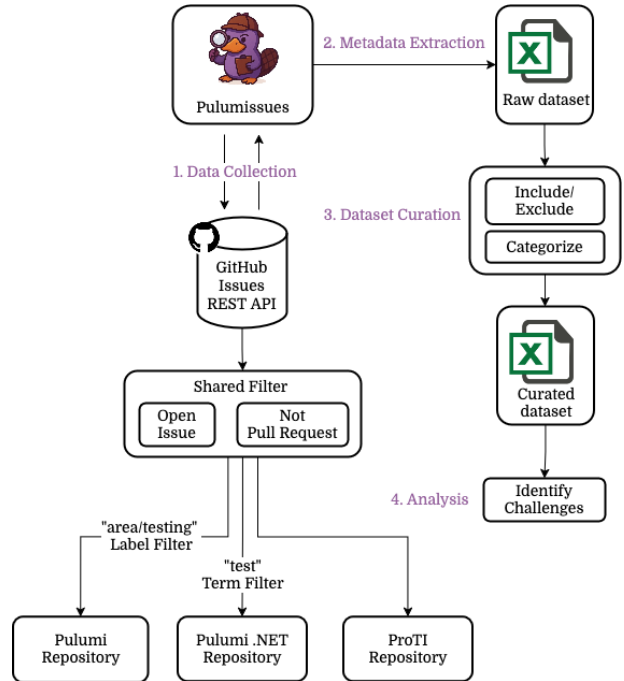 2. Metadata Extraction
Pulumissues
Raw dataset
1. Data Collection
Include/
Exclude
3. Dataset Curation
Categorize
GitHub
Issues
REST API
Shared Filter
Open
Issue
Not
Pull Request
Curated
dataset
4. Analysis
Identify
Challenges
"area/testing"
Label Filter
"test"
Term Filter
Pulumi
Repository
Pulumi .NET
Repository
ProTI
Repository